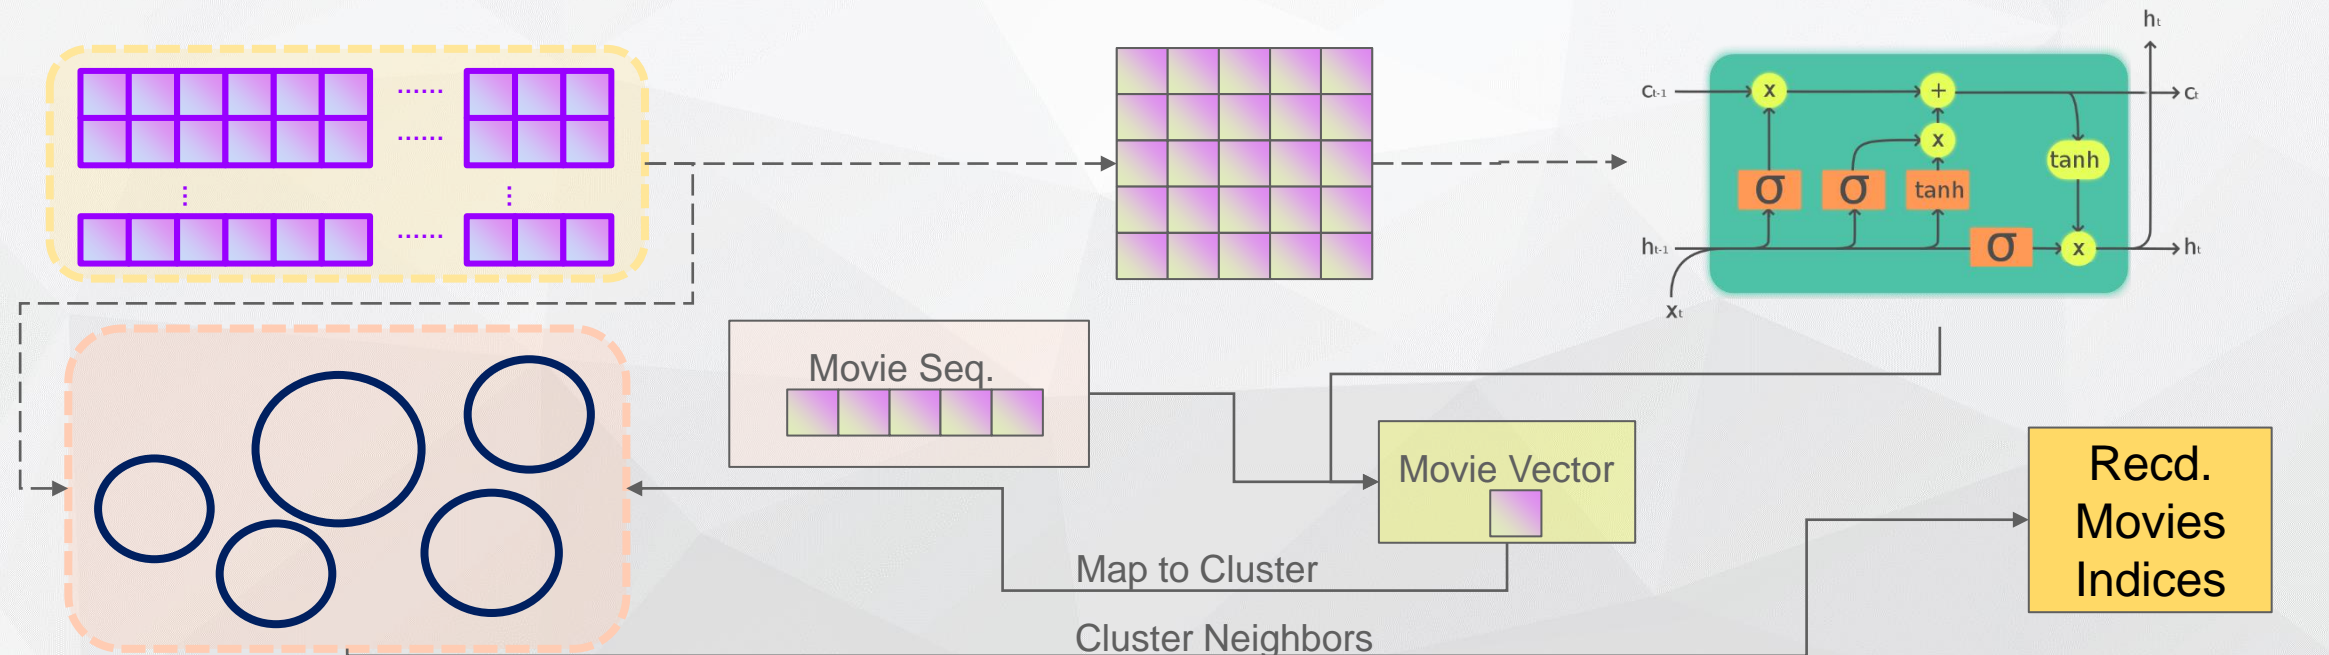 ......
......
......
hₜ
Cₜ₋₁
x
+
Cₜ
x
tanh
σ
σ
tanh
hₜ₋₁
σ
x
hₜ
xₜ
Movie Seq.
Movie Vector
Recd.
Movies
Indices
Map to Cluster
Cluster Neighbors